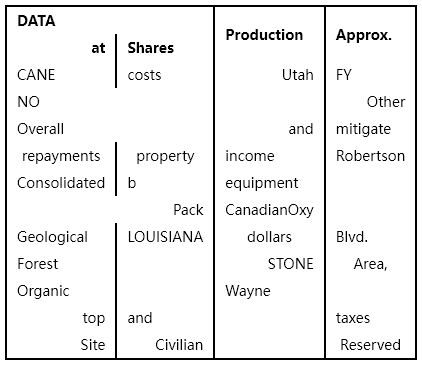 DATA
at Shares Production Approx.
CANE costs Utah FY
NO Other
Overall and mitigate
repayments property income Robertson
Consolidated b equipment
Pack CanadianOxy
Geological LOUISIANA dollars Blvd.
Forest STONE Area,
Organic Wayne
top and taxes
Site Civilian Reserved